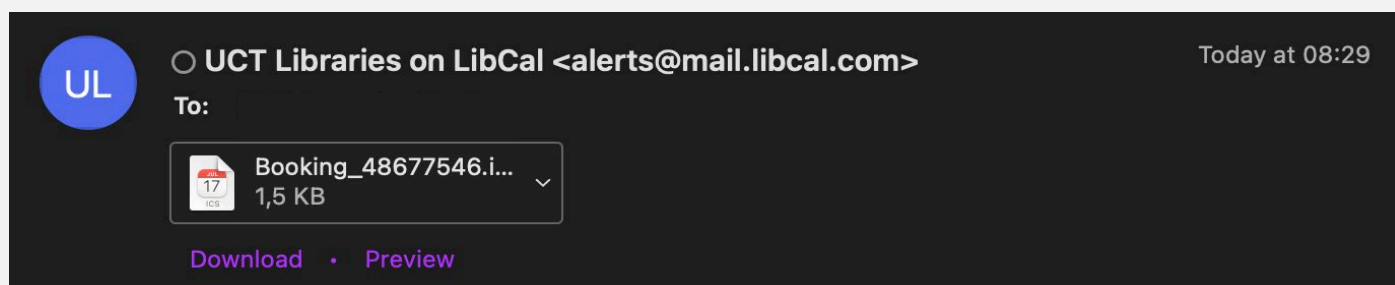 UL
UCT Libraries on LibCal <alerts@mail.libcal.com>
Today at 08:29
To:
Booking_48677546.i...
JUL
17
ICS
1,5 KB
Download • Preview